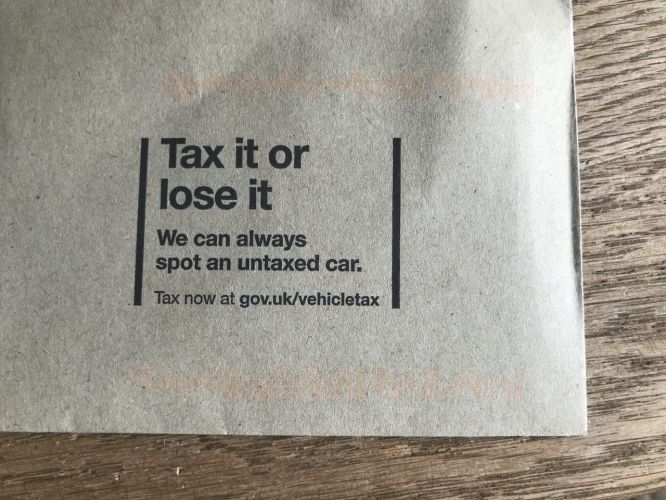 Tax it or
lose it
We can always
spot an untaxed car.
Tax now at gov.uk/vehicletax